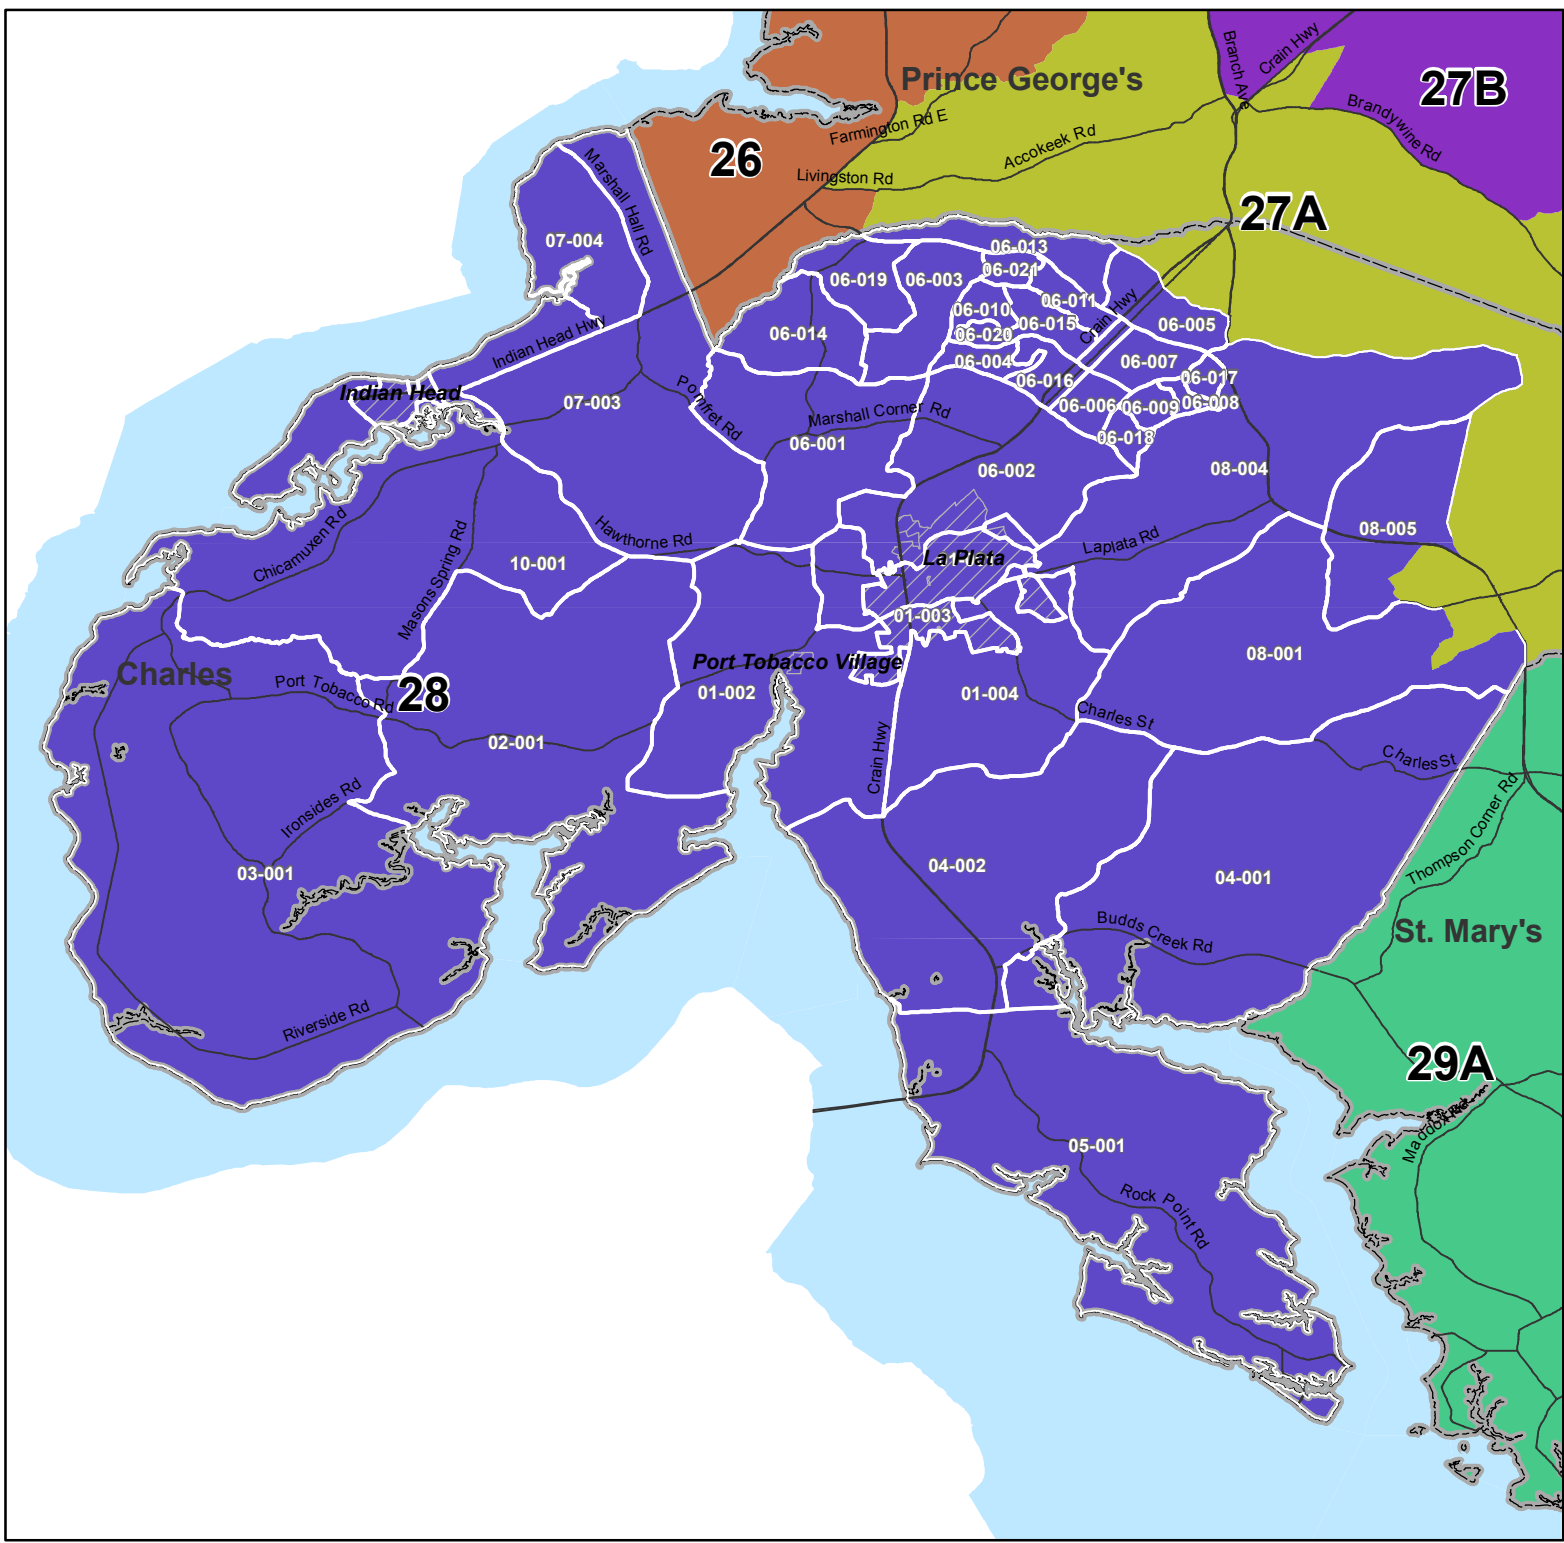 Prince George's
27B
Branch Ave
Crain Hwy
Brandywine Rd
Farmington Rd E
Accokeek Rd
Livingston Rd
26
27A
Marshall Hall Rd
07-004
06-013
06-021
06-019
06-003
06-010
06-011
06-015
06-020
06-014
06-005
Crain Hwy
06-004
06-007
06-016
06-017
06-006
06-009
06-008
06-018
Indian Head Hwy
Indian Head
07-003
Pomfret Rd
Marshall Corner Rd
06-001
06-002
08-004
08-005
Chicamuxen Rd
Masons Spring Rd
Hawthorne Rd
10-001
La Plata
Laplata Rd
01-003
08-001
Charles
Port Tobacco Rd
28
Port Tobacco Village
01-002
01-004
Charles St
02-001
Crain Hwy
Charles St
Ironsides Rd
03-001
04-002
04-001
Thompson Corner Rd
Budds Creek Rd
St. Mary's
Riverside Rd
29A
05-001
Rock Point Rd